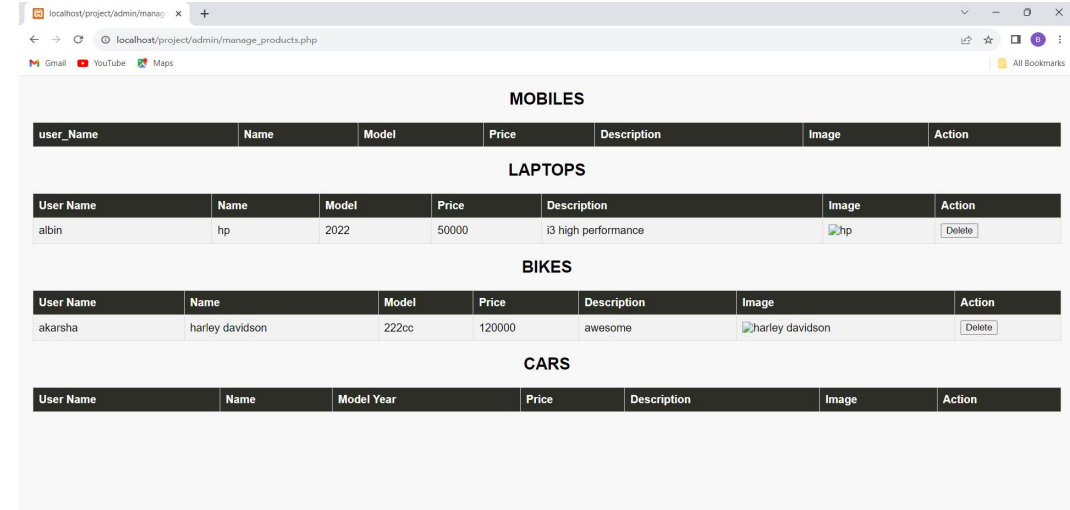 localhost/project/admin/manag
localhost/project/admin/manage_products.php
B
Gmail YouTube Maps All Bookmarks
MOBILES
user_Name Name Model Price Description Image Action
LAPTOPS
User Name Name Model Price Description Image Action
albin hp 2022 50000 i3 high performance hp Delete
BIKES
User Name Name Model Price Description Image Action
akarsha harley davidson 222cc 120000 awesome harley davidson Delete
CARS
User Name Name Model Year Price Description Image Action